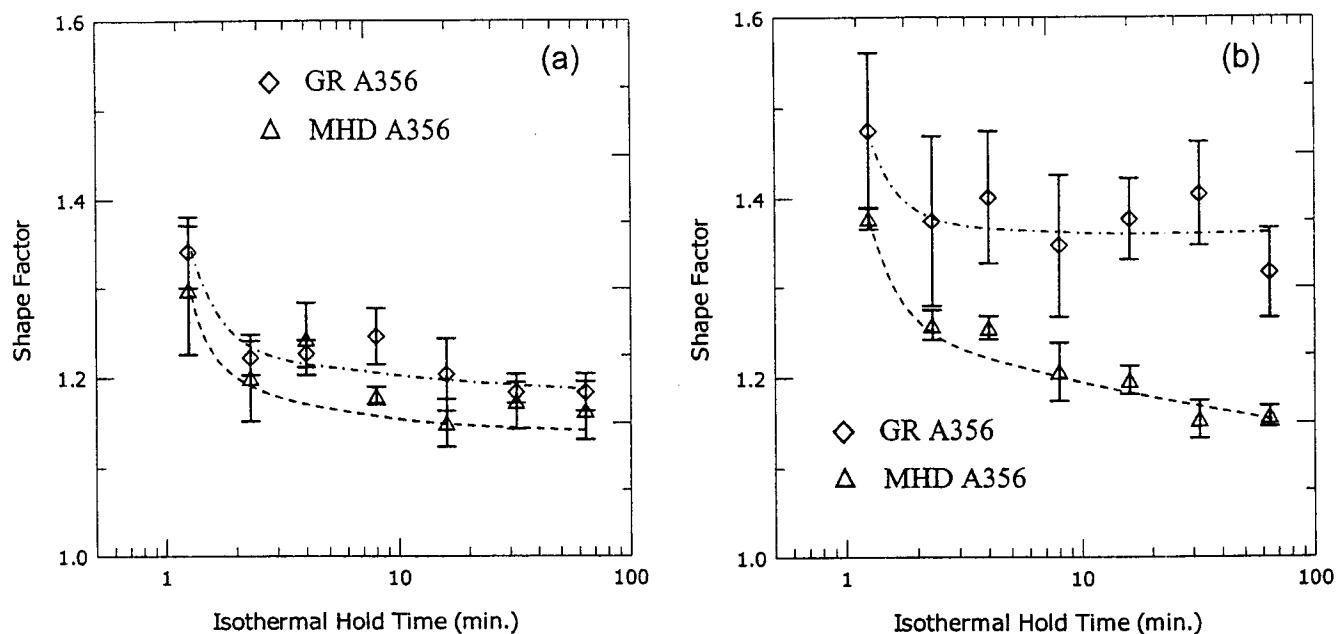 1.6
1.4
1.2
1.0
Shape Factor
(a)
GR A356
MHD A356
1
10
100
Isothermal Hold Time (min.)
1.6
1.4
1.2
1.0
Shape Factor
(b)
GR A356
MHD A356
1
10
100
Isothermal Hold Time (min.)